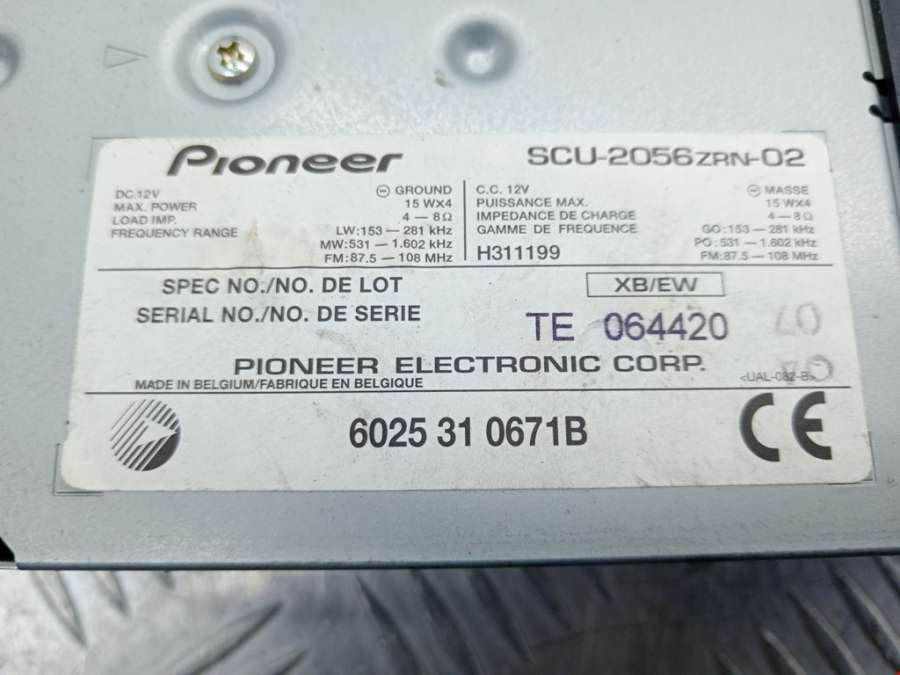 Pioneer
SCU-2056ZRN-02
DC.12V
GROUND
MAX. POWER
15 WX4
LOAD IMP.
4 – 8Ω
FREQUENCY RANGE
LW:153 – 281 kHz
MW:531 – 1.602 kHz
FM:87.5 – 108 MHz
C.C. 12V
MASSE
PUISSANCE MAX.
15 WX4
IMPEDANCE DE CHARGE
4 – 8Ω
GAMME DE FREQUENCE
GO:153 – 281 kHz
PO:531 – 1.602 kHz
H311199
FM:87.5 – 108 MHz
SPEC NO./NO. DE LOT
XB/EW
SERIAL NO./NO. DE SERIE
TE 064420
PIONEER ELECTRONIC CORP.
MADE IN BELGIUM/FABRIQUE EN BELGIQUE
6025 31 0671B
CE